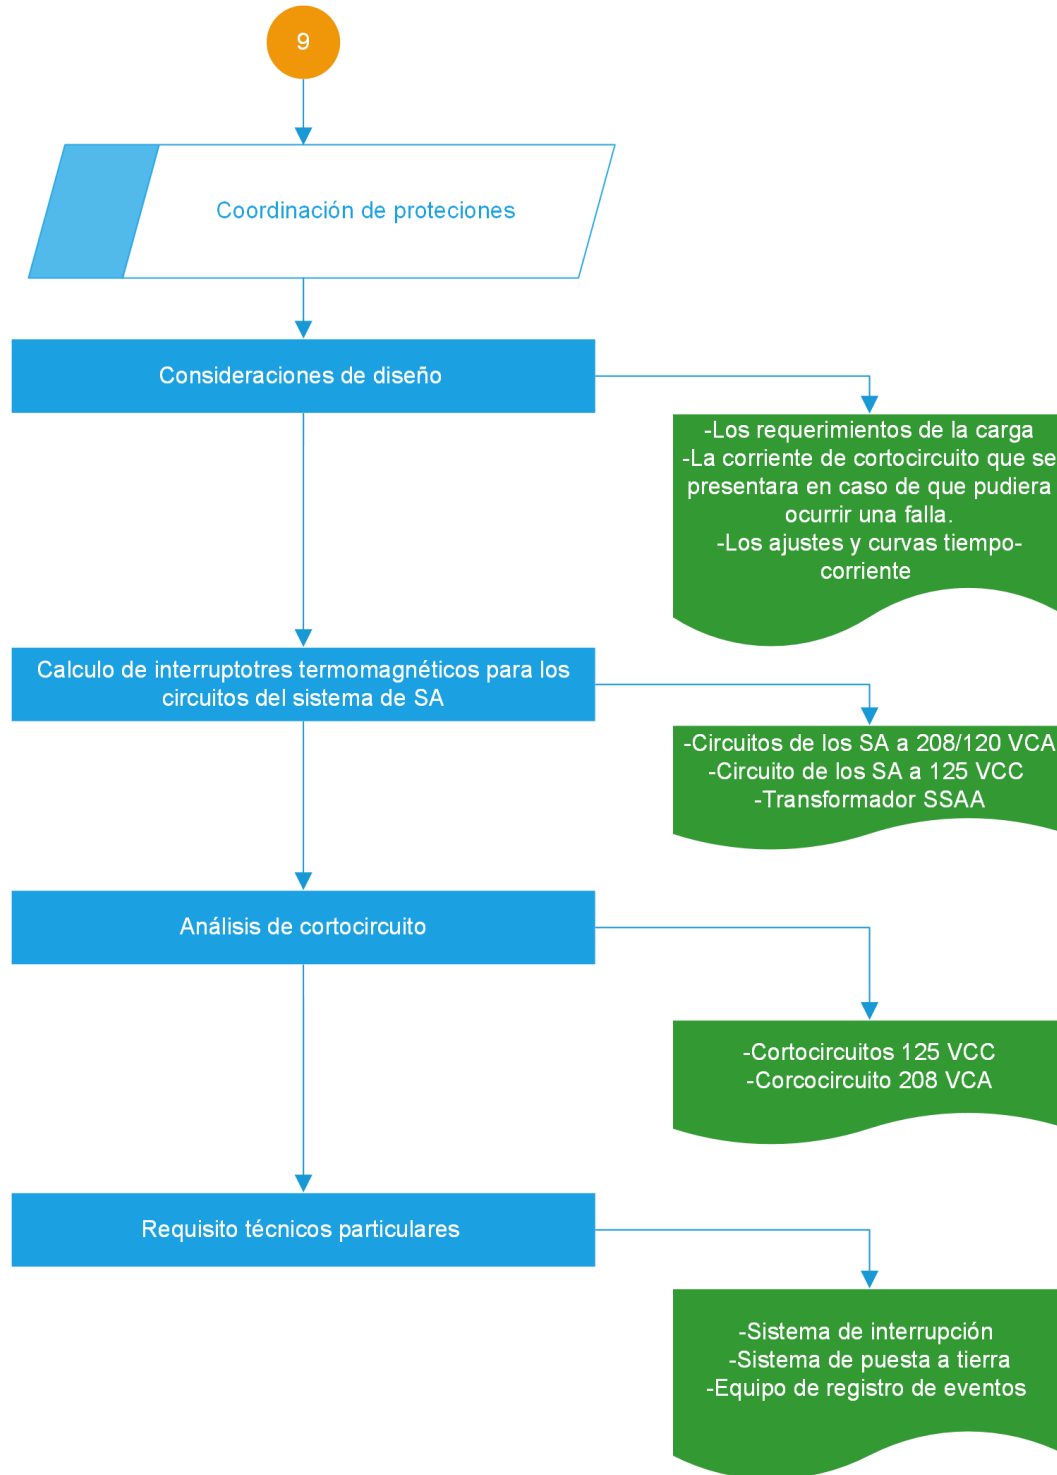 9
Coordinación de proteciones
Consideraciones de diseño
-Los requerimientos de la carga
-La corriente de cortocircuito que se
presentara en caso de que pudiera
ocurrir una falla.
-Los ajustes y curvas tiempo-
corriente
Calculo de interruptotres termomagnéticos para los
circuitos del sistema de SA
-Circuitos de los SA a 208/120 VCA
-Circuito de los SA a 125 VCC
-Transformador SSAA
Análisis de cortocircuito
-Cortocircuitos 125 VCC
-Corcocircuito 208 VCA
Requisito técnicos particulares
-Sistema de interrupción
-Sistema de puesta a tierra
-Equipo de registro de eventos